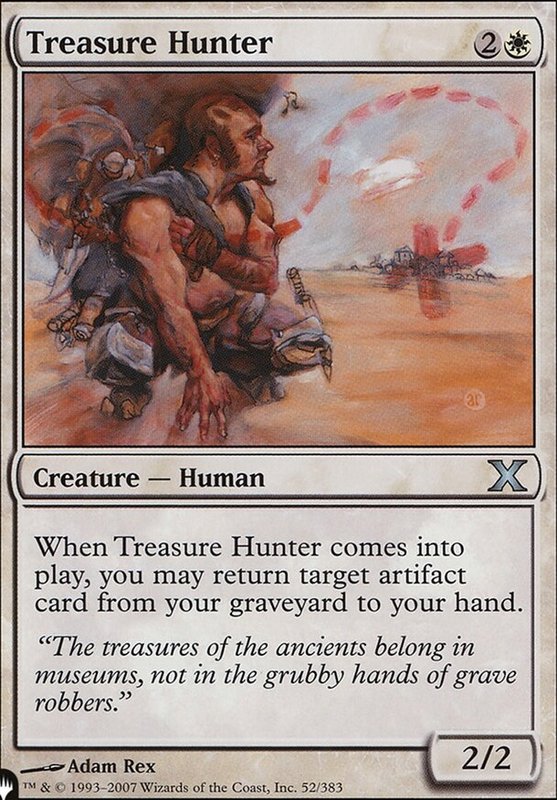 Treasure Hunter 2
ar
Creature — Human X
When Treasure Hunter comes into
play, you may return target artifact
card from your graveyard to your hand.
“The treasures of the ancients belong in
museums, not in the grubby hands of grave
robbers.”
2/2
Adam Rex
™ & © 1993–2007 Wizards of the Coast, Inc. 52/383